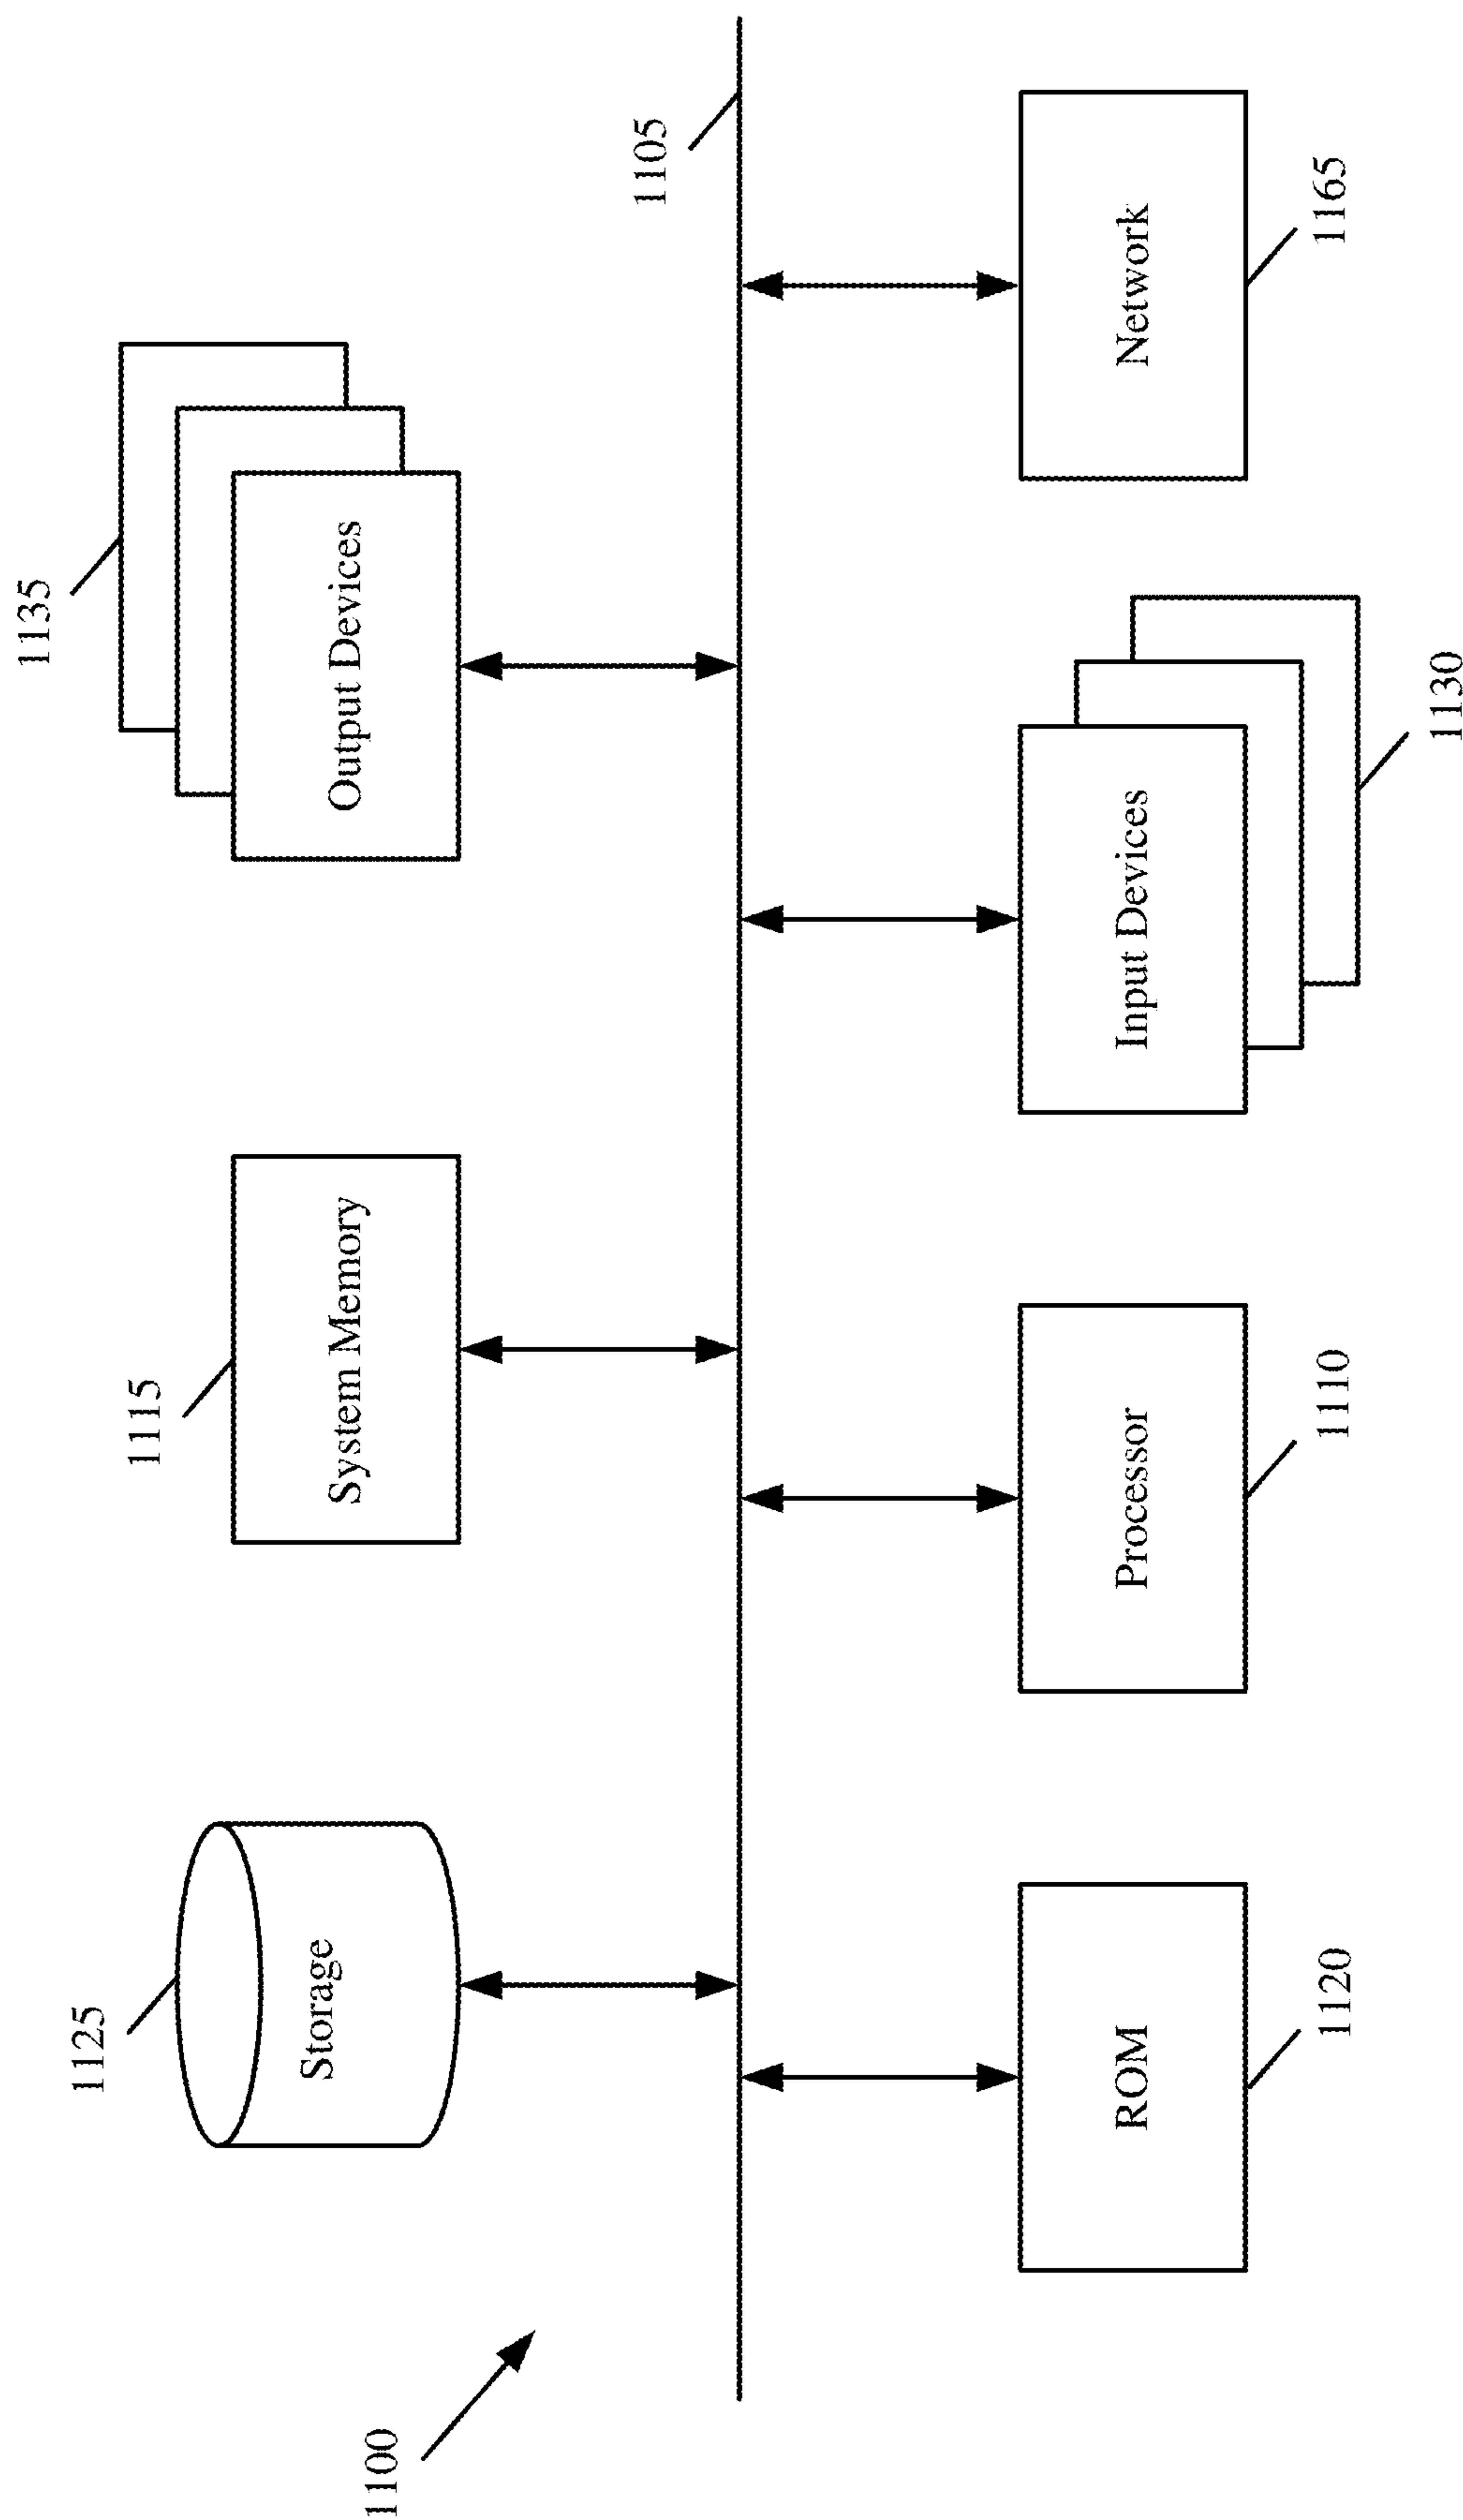 1125
Storage
1115
System Memory
1135
Output Devices
1105
1100
ROM
1120
Processor
1110
Input Devices
1130
Network
1165